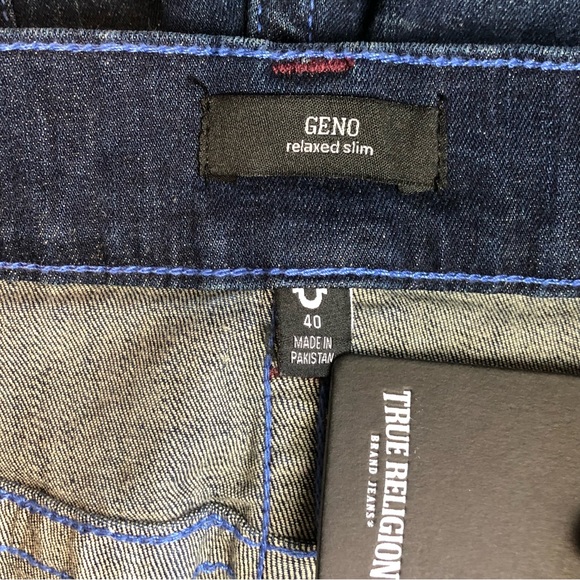 GENO
relaxed slim
40
MADE IN
PAKISTAN
TRUE RELIGION
BRAND JEANS®